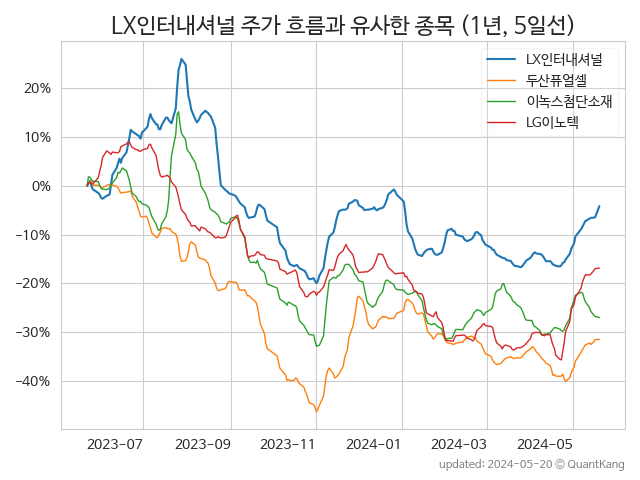 LX인터내셔널 주가 흐름과 유사한 종목 (1년, 5일선)
LX인터내셔널
두산퓨얼셀
이녹스첨단소재
LG이노텍
20%
10%
0%
−10%
−20%
−30%
−40%
2023-07 2023-09 2023-11 2024-01 2024-03 2024-05
updated: 2024-05-20 © QuantKang